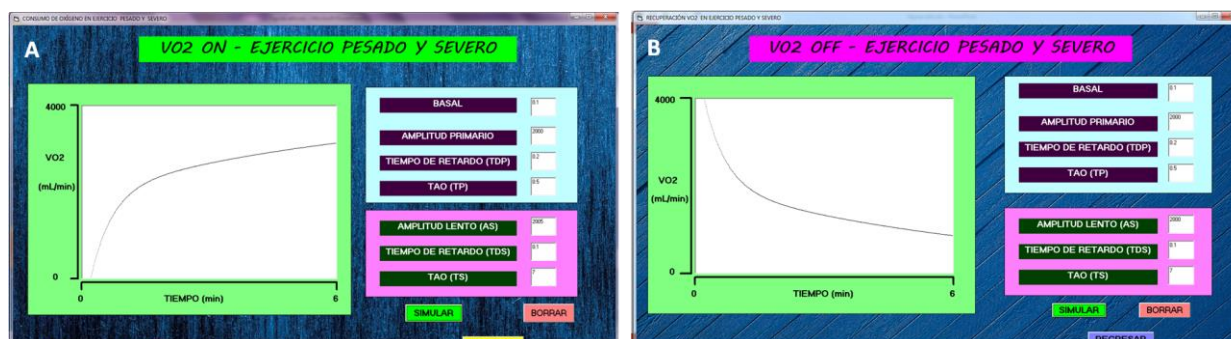 CONSUMO DE OXÍGENO EN EJERCICIO PESADO Y SEVERO
A
VO2 ON - EJERCICIO PESADO Y SEVERO
4000
VO2
(mL/min)
0
0
6
TIEMPO (min)
BASAL
0.1
AMPLITUD PRIMARIO
2000
TIEMPO DE RETARDO (TDP)
0.2
TAO (TP)
0.5
AMPLITUD LENTO (AS)
2005
TIEMPO DE RETARDO (TDS)
0.1
TAO (TS)
7
SIMULAR
BORRAR
RECUPERACIÓN VO2 EN EJERCICIO PESADO Y SEVERO
B
VO2 OFF - EJERCICIO PESADO Y SEVERO
4000
VO2
(mL/min)
0
0
6
TIEMPO (min)
BASAL
0.1
AMPLITUD PRIMARIO
2000
TIEMPO DE RETARDO (TDP)
0.2
TAO (TP)
0.5
AMPLITUD LENTO (AS)
2000
TIEMPO DE RETARDO (TDS)
0.1
TAO (TS)
7
SIMULAR
BORRAR
REGRESAR